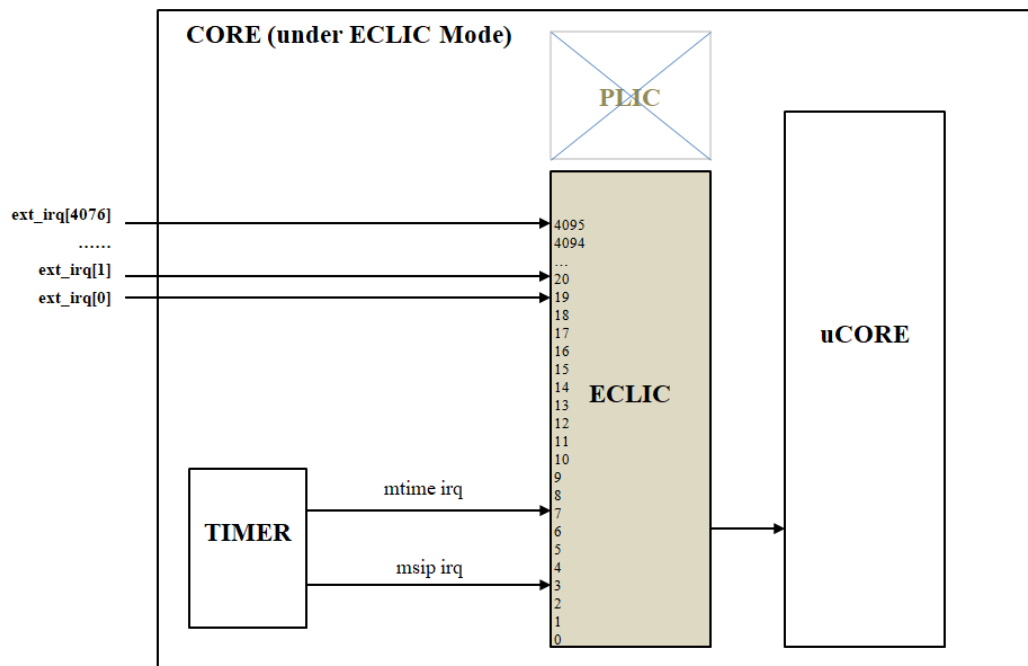 CORE (under ECLIC Mode)
PLIC
ext_irq[4076]
......
ext_irq[1]
ext_irq[0]
4095
4094
...
20
19
18
17
16
15
14
13
12
11
10
9
8
7
6
5
4
3
2
1
0
ECLIC
uCORE
TIMER
mtime irq
msip irq